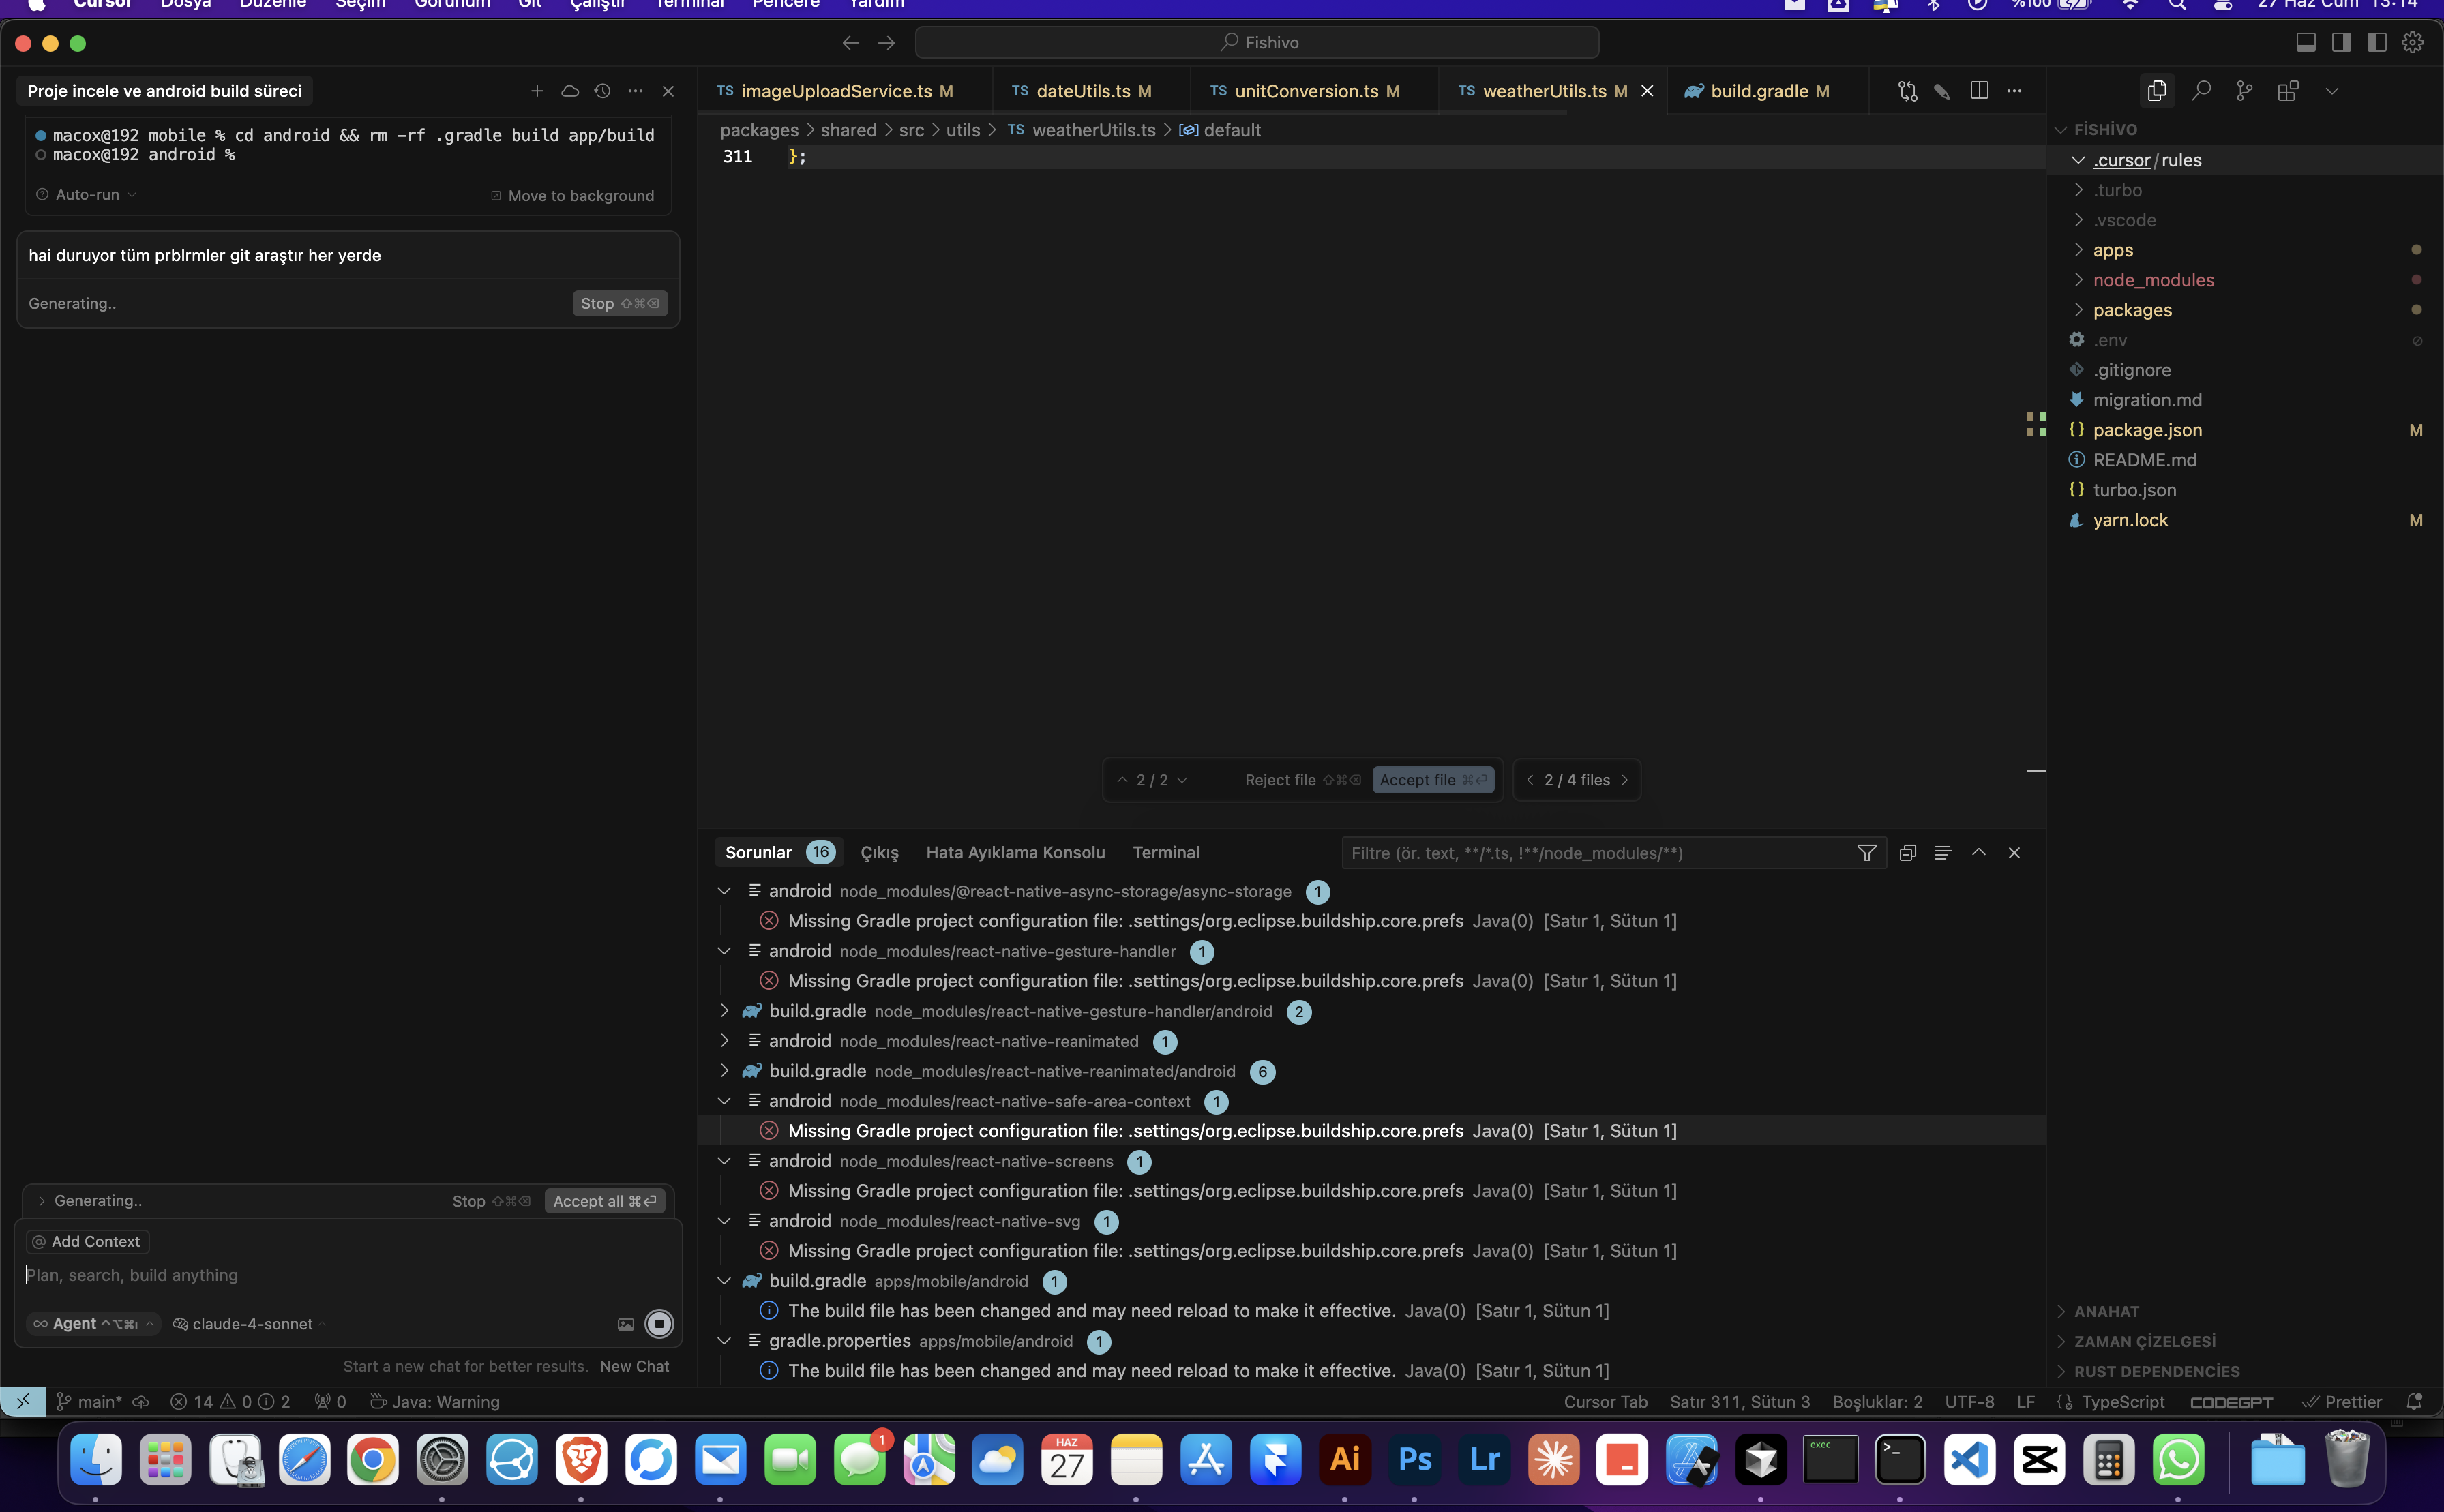 Cursor Dosya Düzenle Seçim Görünüm Git Çalıştır Terminal Pencere Yardım %100 27 Haz Cum 13:14
Fishivo
Proje incele ve android build süreci
macox@192 mobile % cd android && rm -rf .gradle build app/build
macox@192 android %
Auto-run
Move to background
hai duruyor tüm prblrmler git araştır her yerde
Generating..
Stop ⇧⌘⌫
TS imageUploadService.ts M
TS dateUtils.ts M
TS unitConversion.ts M
TS weatherUtils.ts M
build.gradle M
packages > shared > src > utils > TS weatherUtils.ts > default
311 };
2 / 2
Reject file ⇧⌘⌫
Accept file ⌘⏎
2 / 4 files
Sorunlar 16
Çıkış
Hata Ayıklama Konsolu
Terminal
Filtre (ör. text, **/*.ts, !**/node_modules/**)
android node_modules/@react-native-async-storage/async-storage 1
Missing Gradle project configuration file: .settings/org.eclipse.buildship.core.prefs Java(0) [Satır 1, Sütun 1]
android node_modules/react-native-gesture-handler 1
Missing Gradle project configuration file: .settings/org.eclipse.buildship.core.prefs Java(0) [Satır 1, Sütun 1]
build.gradle node_modules/react-native-gesture-handler/android 2
android node_modules/react-native-reanimated 1
build.gradle node_modules/react-native-reanimated/android 6
android node_modules/react-native-safe-area-context 1
Missing Gradle project configuration file: .settings/org.eclipse.buildship.core.prefs Java(0) [Satır 1, Sütun 1]
android node_modules/react-native-screens 1
Missing Gradle project configuration file: .settings/org.eclipse.buildship.core.prefs Java(0) [Satır 1, Sütun 1]
android node_modules/react-native-svg 1
Missing Gradle project configuration file: .settings/org.eclipse.buildship.core.prefs Java(0) [Satır 1, Sütun 1]
build.gradle apps/mobile/android 1
The build file has been changed and may need reload to make it effective. Java(0) [Satır 1, Sütun 1]
gradle.properties apps/mobile/android 1
The build file has been changed and may need reload to make it effective. Java(0) [Satır 1, Sütun 1]
FİSHİVO
.cursor/rules
.turbo
.vscode
apps
node_modules
packages
.env
.gitignore
migration.md
package.json M
README.md
turbo.json
yarn.lock M
ANAHAT
ZAMAN ÇİZELGESİ
RUST DEPENDENCİES
Generating..
Stop ⇧⌘⌫
Accept all ⌘⏎
@ Add Context
Plan, search, build anything
∞ Agent
claude-4-sonnet
Start a new chat for better results. New Chat
main* 14 0 2 0 Java: Warning
Cursor Tab Satır 311, Sütun 3 Boşluklar: 2 UTF-8 LF TypeScript CODEGPT Prettier
1
HAZ
27
Ai
Ps
Lr
exec
>_